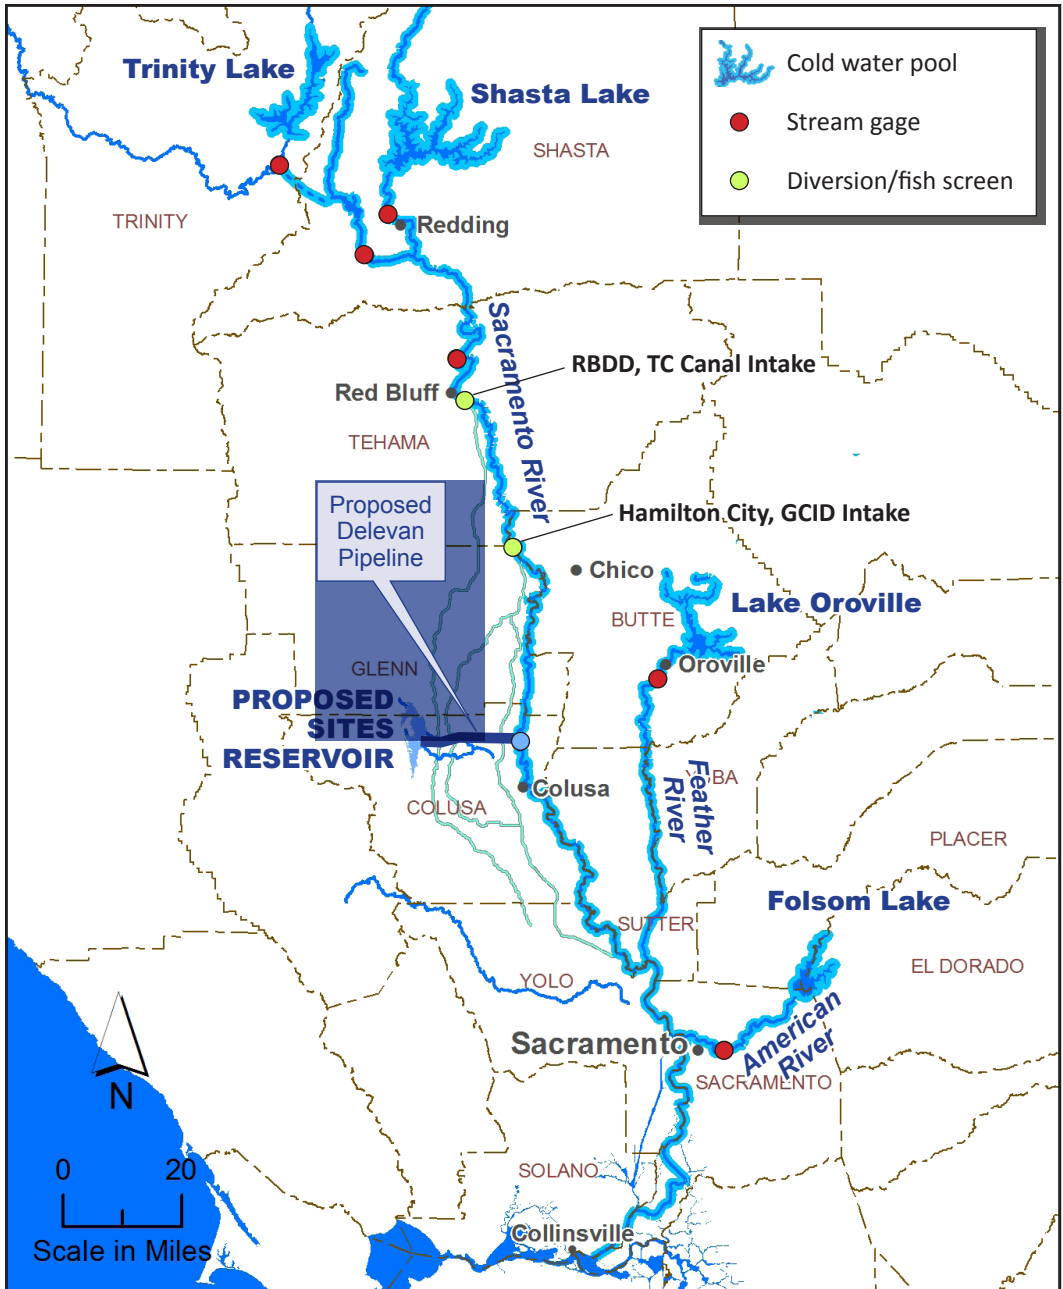 Trinity Lake
Shasta Lake
SHASTA
Cold water pool
Stream gage
Diversion/fish screen
TRINITY
Redding
Sacramento River
RBDD, TC Canal Intake
Red Bluff
TEHAMA
Proposed
Delevan
Pipeline
Hamilton City, GCID Intake
Chico
Lake Oroville
BUTTE
Oroville
GLENN
PROPOSED
SITES
RESERVOIR
Feather
River
YUBA
Colusa
COLUSA
PLACER
Folsom Lake
SUTTER
EL DORADO
YOLO
American
River
Sacramento
SACRAMENTO
N
0 20
Scale in Miles
SOLANO
Collinsville